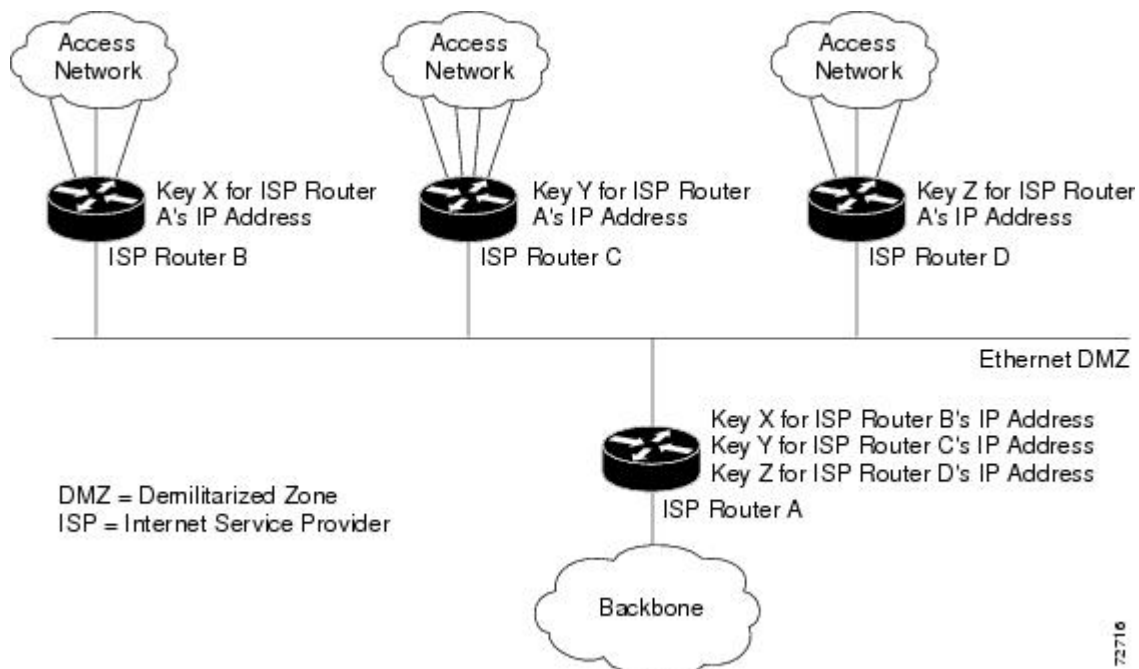 Access
Network
Access
Network
Access
Network
Key X for ISP Router
A's IP Address
ISP Router B
Key Y for ISP Router
A's IP Address
ISP Router C
Key Z for ISP Router
A's IP Address
ISP Router D
Ethernet DMZ
Key X for ISP Router B's IP Address
Key Y for ISP Router C's IP Address
Key Z for ISP Router D's IP Address
ISP Router A
DMZ = Demilitarized Zone
ISP = Internet Service Provider
Backbone
72716